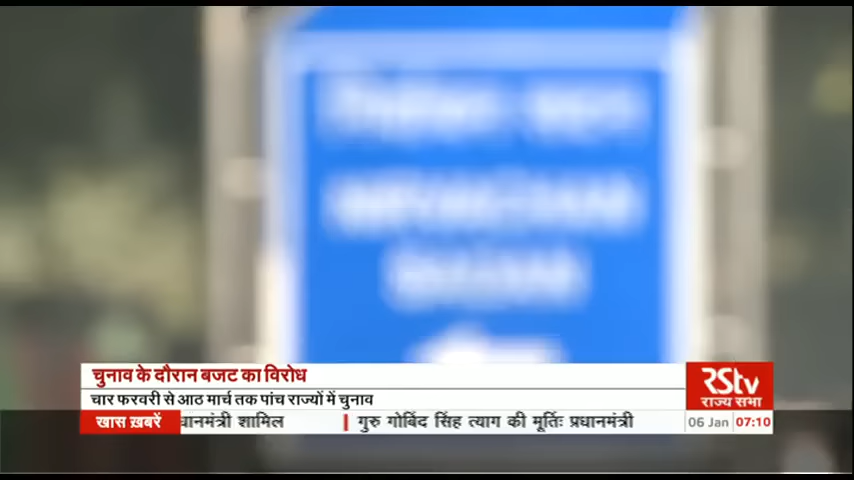 चुनाव के दौरान बजट का विरोध
चार फरवरी से आठ मार्च तक पांच राज्यों में चुनाव
RStv
राज्य सभा
खास ख़बरें धानमंत्री शामिल | गुरु गोबिंद सिंह त्याग की मूर्तिः प्रधानमंत्री 06 Jan 07:10